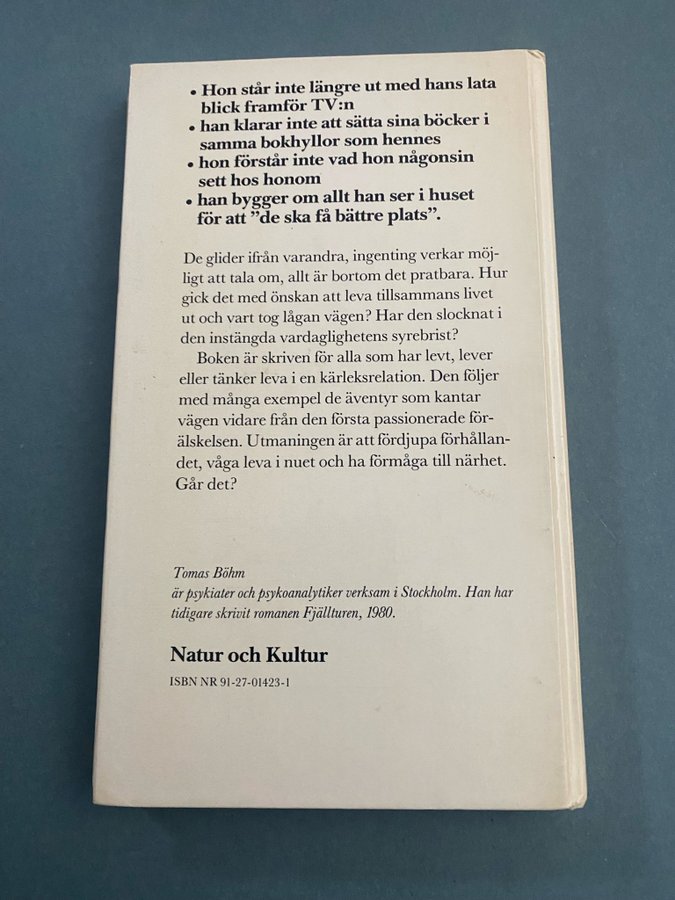 • Hon står inte längre ut med hans lata
blick framför TV:n
• han klarar inte att sätta sina böcker i
samma bokhyllor som hennes
• hon förstår inte vad hon någonsin
sett hos honom
• han bygger om allt han ser i huset
för att ”de ska få bättre plats”.
De glider ifrån varandra, ingenting verkar möj-
ligt att tala om, allt är bortom det pratbara. Hur
gick det med önskan att leva tillsammans livet
ut och vart tog lågan vägen? Har den slocknat i
den instängda vardaglighetens syrebrist?
Boken är skriven för alla som har levt, lever
eller tänker leva i en kärleksrelation. Den följer
med många exempel de äventyr som kantar
vägen vidare från den första passionerade för-
älskelsen. Utmaningen är att fördjupa förhållan-
det, våga leva i nuet och ha förmåga till närhet.
Går det?
Tomas Böhm
är psykiater och psykoanalytiker verksam i Stockholm. Han har
tidigare skrivit romanen Fjällturen, 1980.
Natur och Kultur
ISBN NR 91-27-01423-1